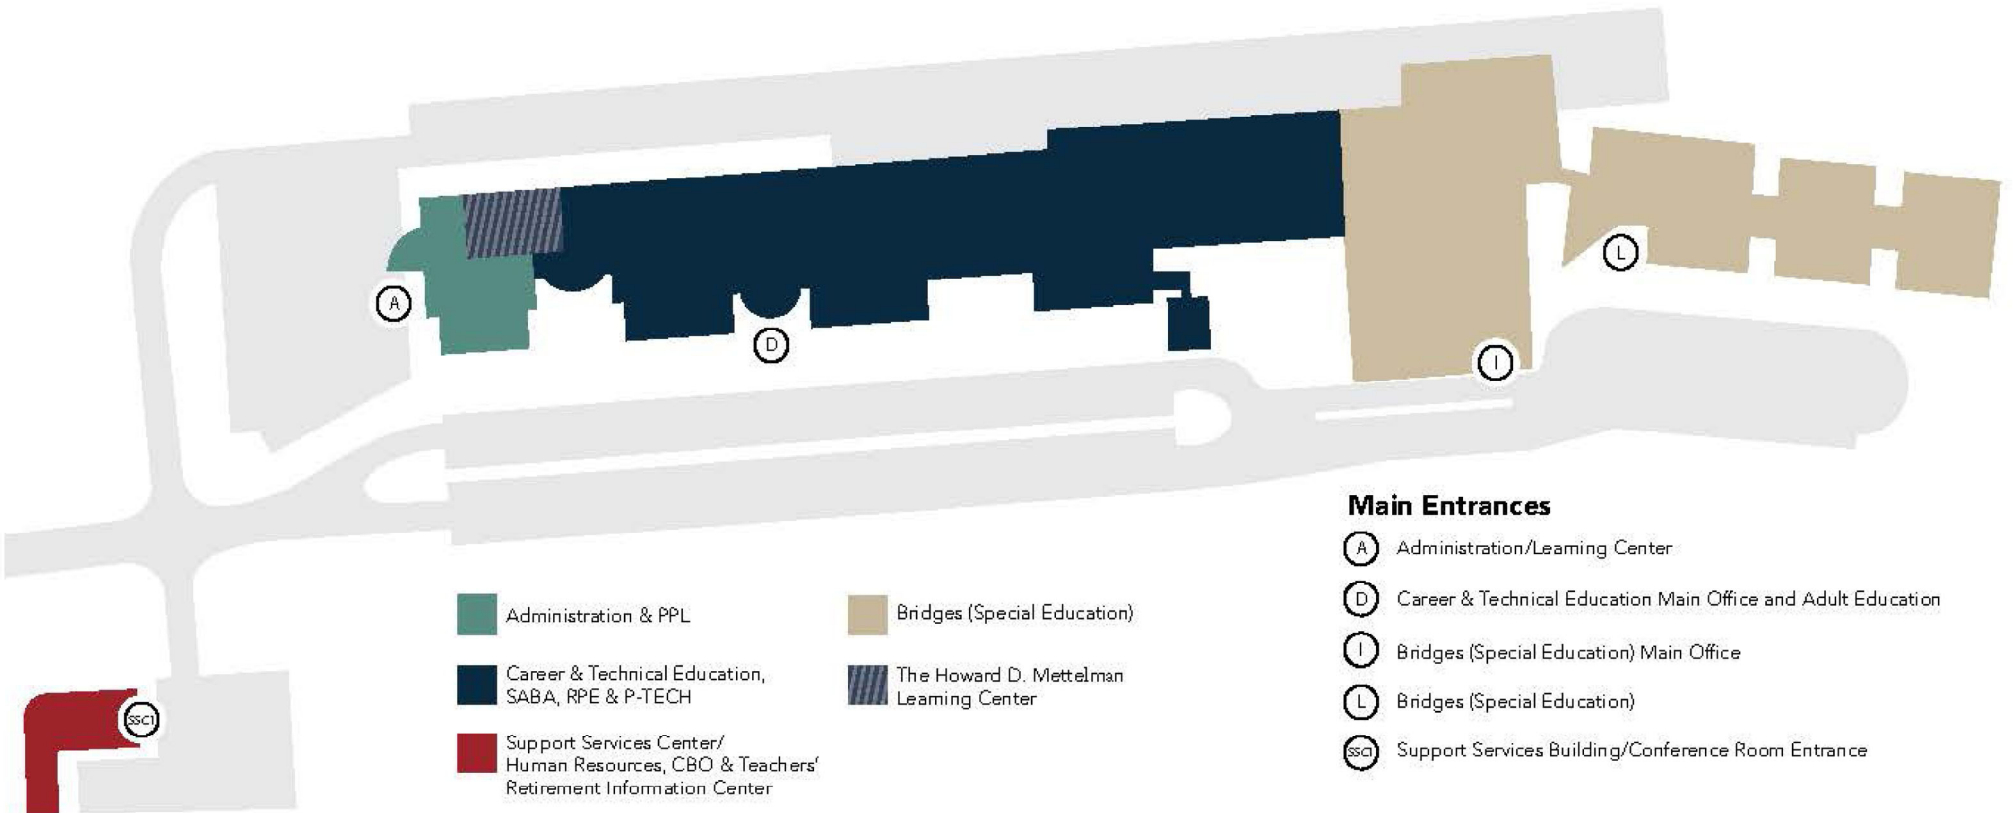 A
D
I
L
SSC1
Main Entrances
A Administration/Learning Center
D Career & Technical Education Main Office and Adult Education
I Bridges (Special Education) Main Office
L Bridges (Special Education)
SSC1 Support Services Building/Conference Room Entrance
Administration & PPL
Career & Technical Education,
SABA, RPE & P-TECH
Support Services Center/
Human Resources, CBO & Teachers'
Retirement Information Center
Bridges (Special Education)
The Howard D. Mettelman
Learning Center